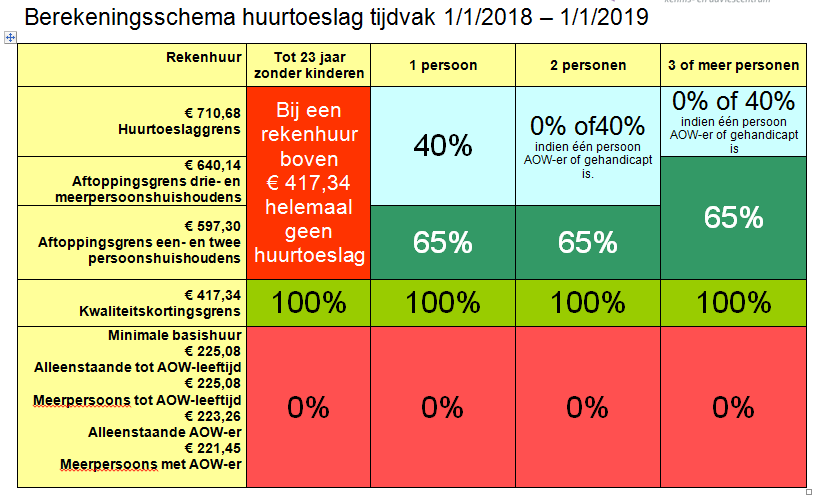 kennis- en adviescentrum
Berekeningsschema huurtoeslag tijdvak 1/1/2018 – 1/1/2019
Rekenhuur
Tot 23 jaar
zonder kinderen
1 persoon
2 personen
3 of meer personen
€ 710,68
Huurtoeslaggrens
Bij een
rekenhuur
boven
€ 417,34
helemaal
geen
huurtoeslag
40%
0% of40%
indien één persoon
AOW-er of gehandicapt
is.
0% of 40%
indien één persoon
AOW-er of gehandicapt
is
€ 640,14
Aftoppingsgrens drie- en
meerpersoonshuishoudens
€ 597,30
Aftoppingsgrens een- en twee
persoonshuishoudens
65%
65%
65%
€ 417,34
Kwaliteitskortingsgrens
100%
100%
100%
100%
Minimale basishuur
€ 225,08
Alleenstaande tot AOW-leeftijd
€ 225,08
Meerpersoons tot AOW-leeftijd
€ 223,26
Alleenstaande AOW-er
€ 221,45
Meerpersoons met AOW-er
0%
0%
0%
0%